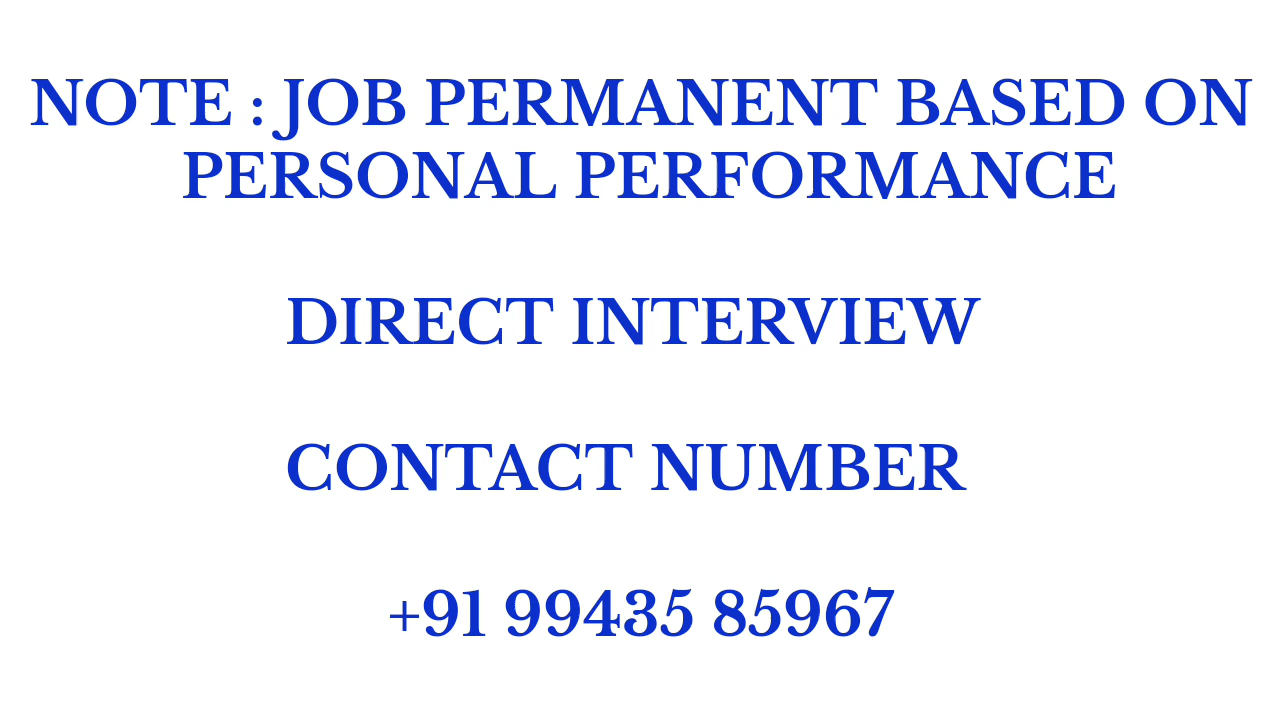 NOTE : JOB PERMANENT BASED ON
PERSONAL PERFORMANCE
DIRECT INTERVIEW
CONTACT NUMBER
+91 99435 85967